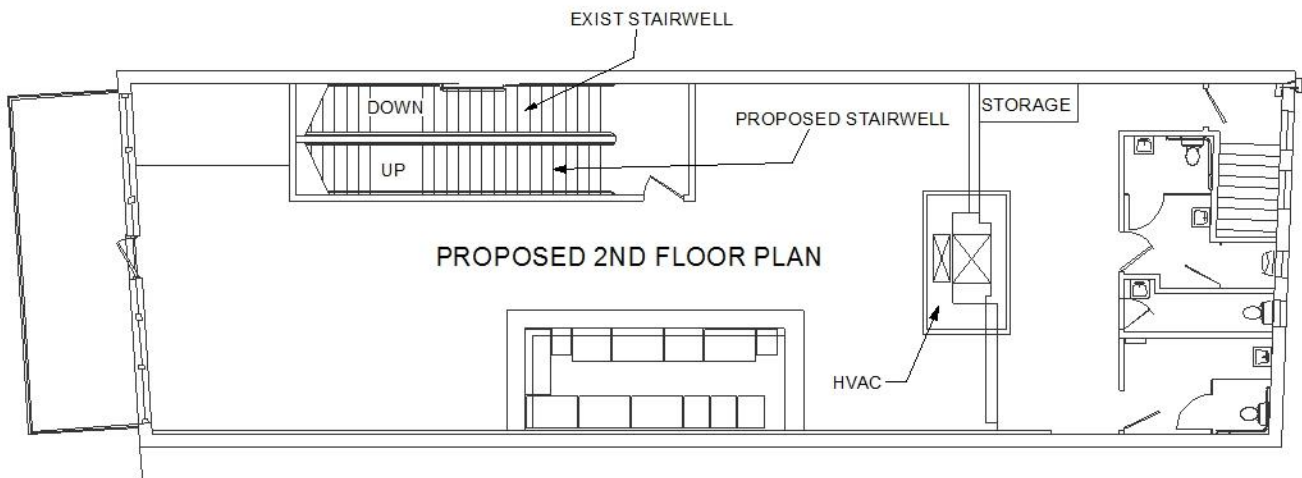 EXIST STAIRWELL
DOWN
STORAGE
PROPOSED STAIRWELL
UP
PROPOSED 2ND FLOOR PLAN
HVAC